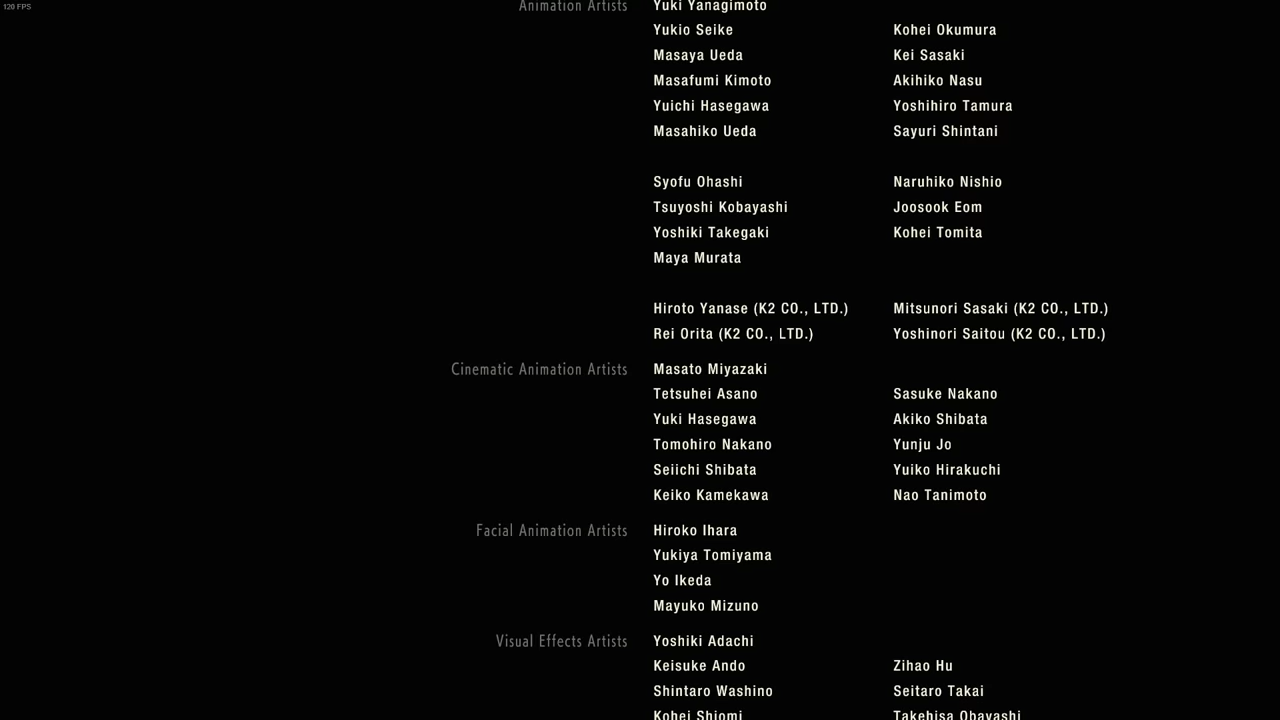 120 FPS
Animation Artists Yuki Yanagimoto
Yukio Seike Kohei Okumura
Masaya Ueda Kei Sasaki
Masafumi Kimoto Akihiko Nasu
Yuichi Hasegawa Yoshihiro Tamura
Masahiko Ueda Sayuri Shintani
Syofu Ohashi Naruhiko Nishio
Tsuyoshi Kobayashi Joosook Eom
Yoshiki Takegaki Kohei Tomita
Maya Murata
Hiroto Yanase (K2 CO., LTD.) Mitsunori Sasaki (K2 CO., LTD.)
Rei Orita (K2 CO., LTD.) Yoshinori Saitou (K2 CO., LTD.)
Cinematic Animation Artists Masato Miyazaki
Tetsuhei Asano Sasuke Nakano
Yuki Hasegawa Akiko Shibata
Tomohiro Nakano Yunju Jo
Seiichi Shibata Yuiko Hirakuchi
Keiko Kamekawa Nao Tanimoto
Facial Animation Artists Hiroko Ihara
Yukiya Tomiyama
Yo Ikeda
Mayuko Mizuno
Visual Effects Artists Yoshiki Adachi
Keisuke Ando Zihao Hu
Shintaro Washino Seitaro Takai
Kohei Shiomi Takehisa Obayashi